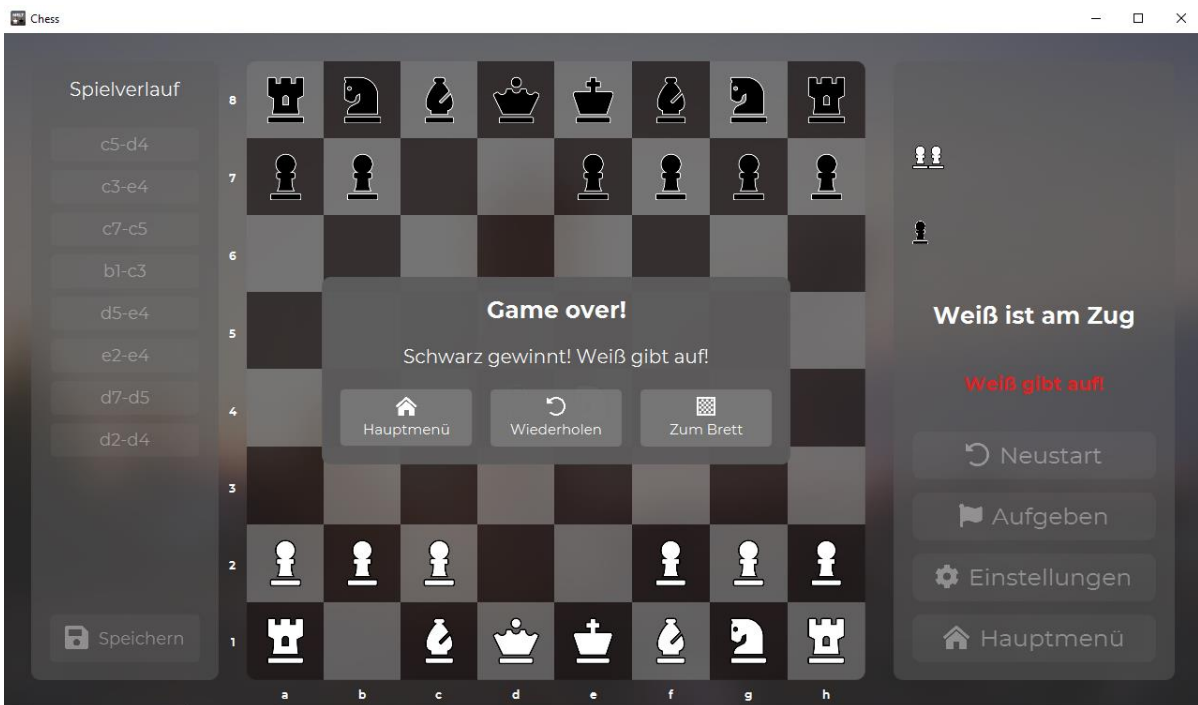 Chess
Spielverlauf
c5-d4
c3-e4
c7-c5
b1-c3
d5-e4
e2-e4
d7-d5
d2-d4
Speichern
8
7
6
5
4
3
2
1
a b c d e f g h
Game over!
Schwarz gewinnt! Weiß gibt auf!
Hauptmenü Wiederholen Zum Brett
Weiß ist am Zug
Weiß gibt auf!
Neustart
Aufgeben
Einstellungen
Hauptmenü